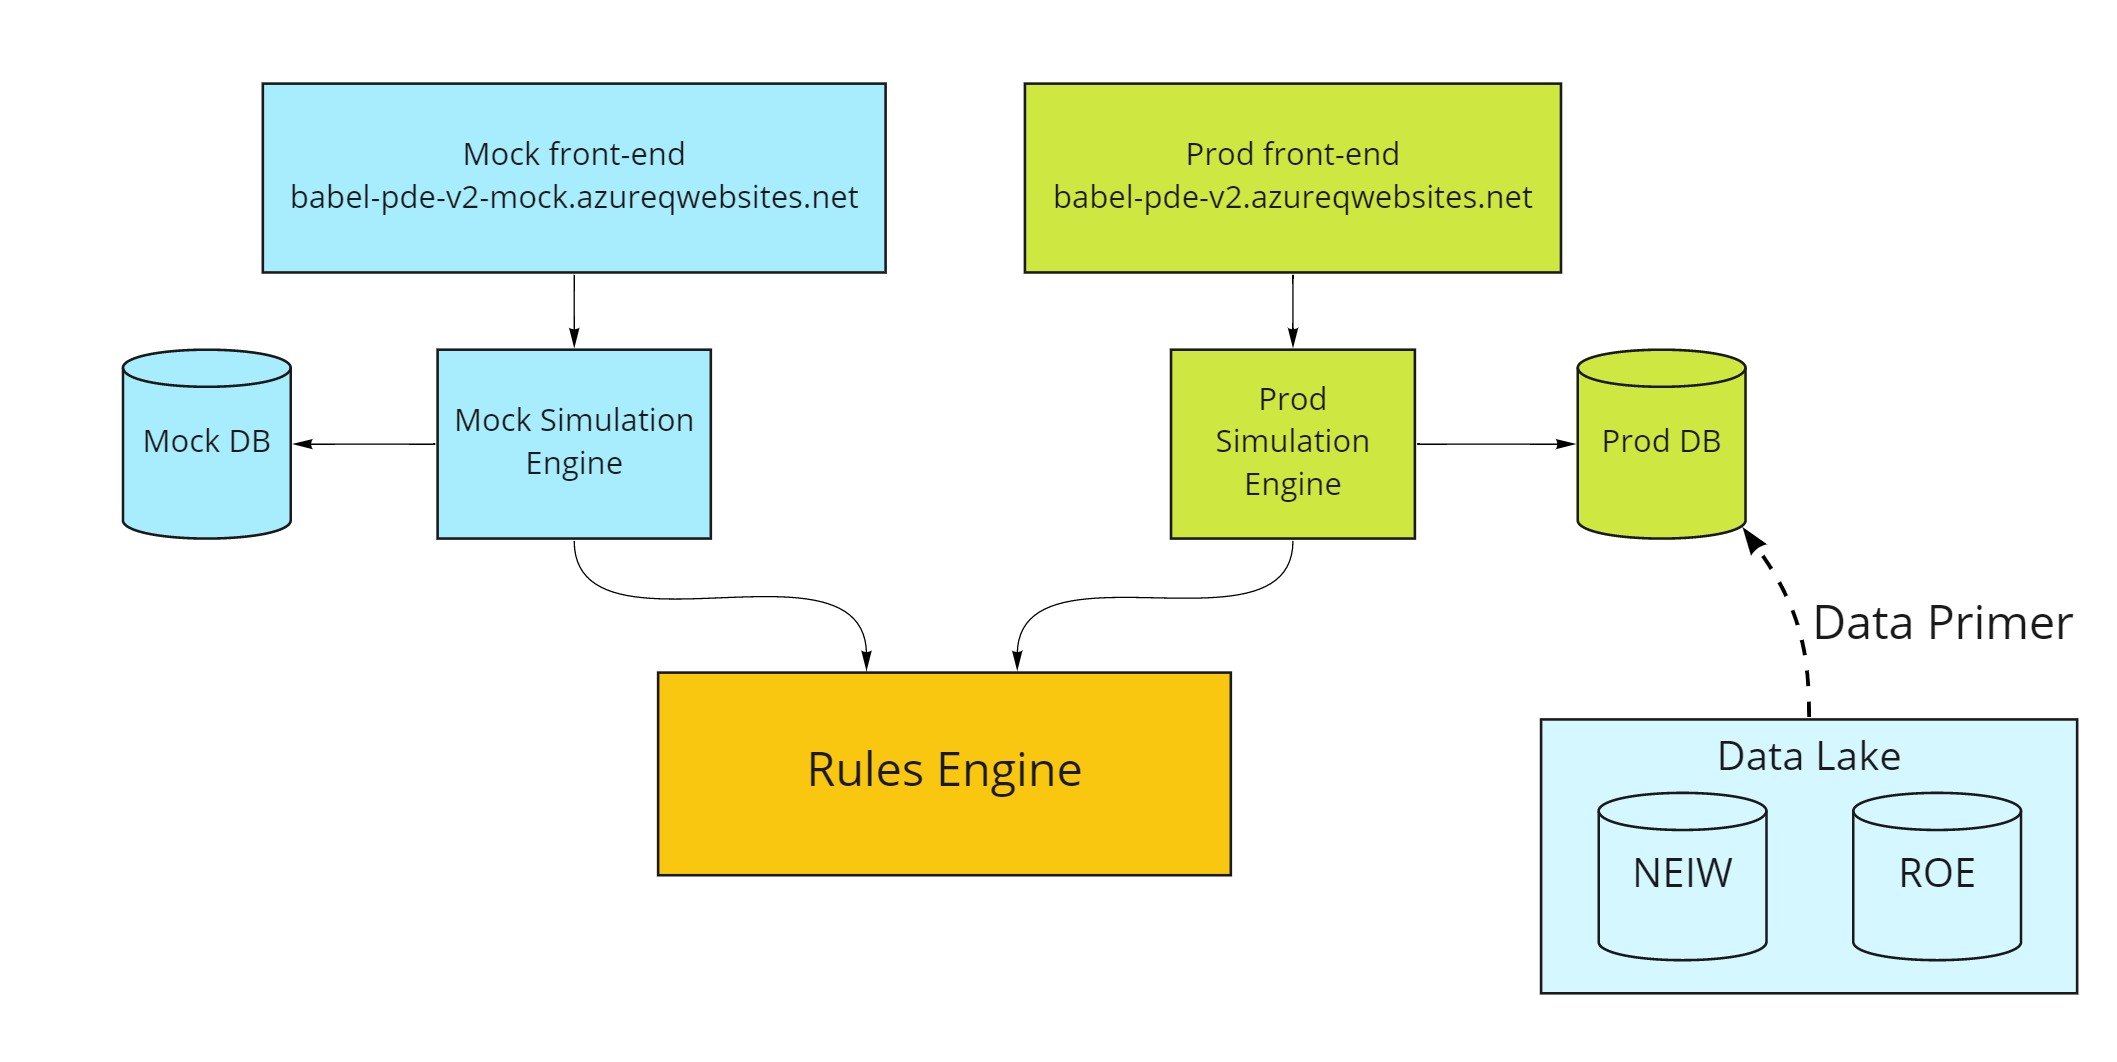 Mock front-end
babel-pde-v2-mock.azureqwebsites.net
Prod front-end
babel-pde-v2.azureqwebsites.net
Mock DB
Mock Simulation
Engine
Prod
Simulation
Engine
Prod DB
Data Primer
Rules Engine
Data Lake
NEIW
ROE